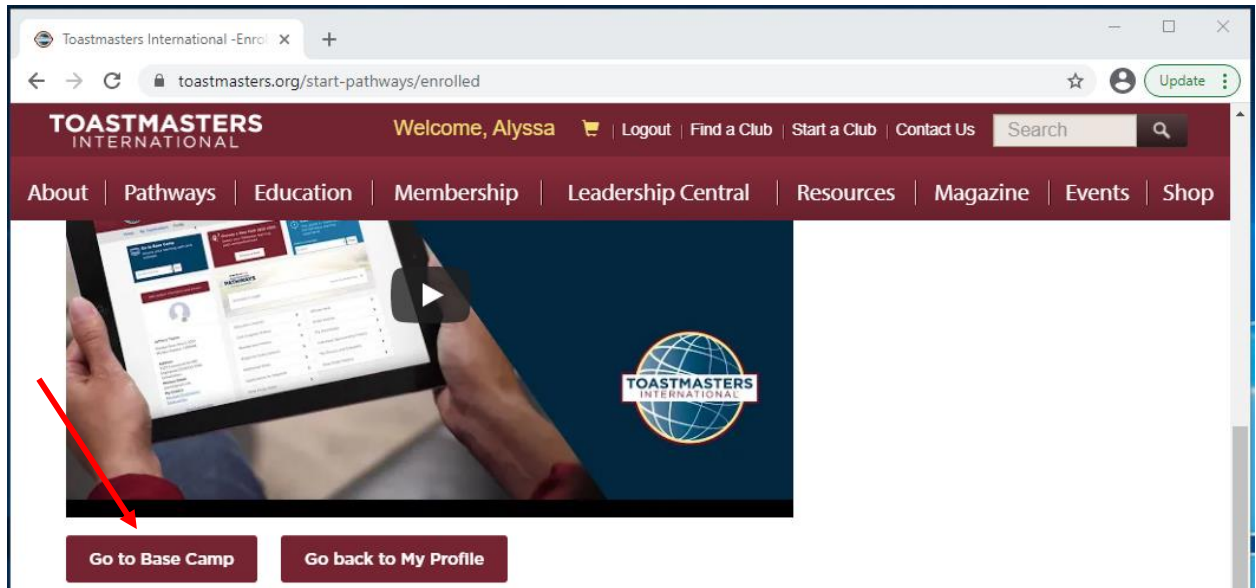 Toastmasters International -Enrol
toastmasters.org/start-pathways/enrolled
Update
TOASTMASTERS
INTERNATIONAL
Welcome, Alyssa | Logout | Find a Club | Start a Club | Contact Us
Search
About | Pathways | Education | Membership | Leadership Central | Resources | Magazine | Events | Shop
PATHWAYS
TOASTMASTERS
INTERNATIONAL
Go to Base Camp
Go back to My Profile